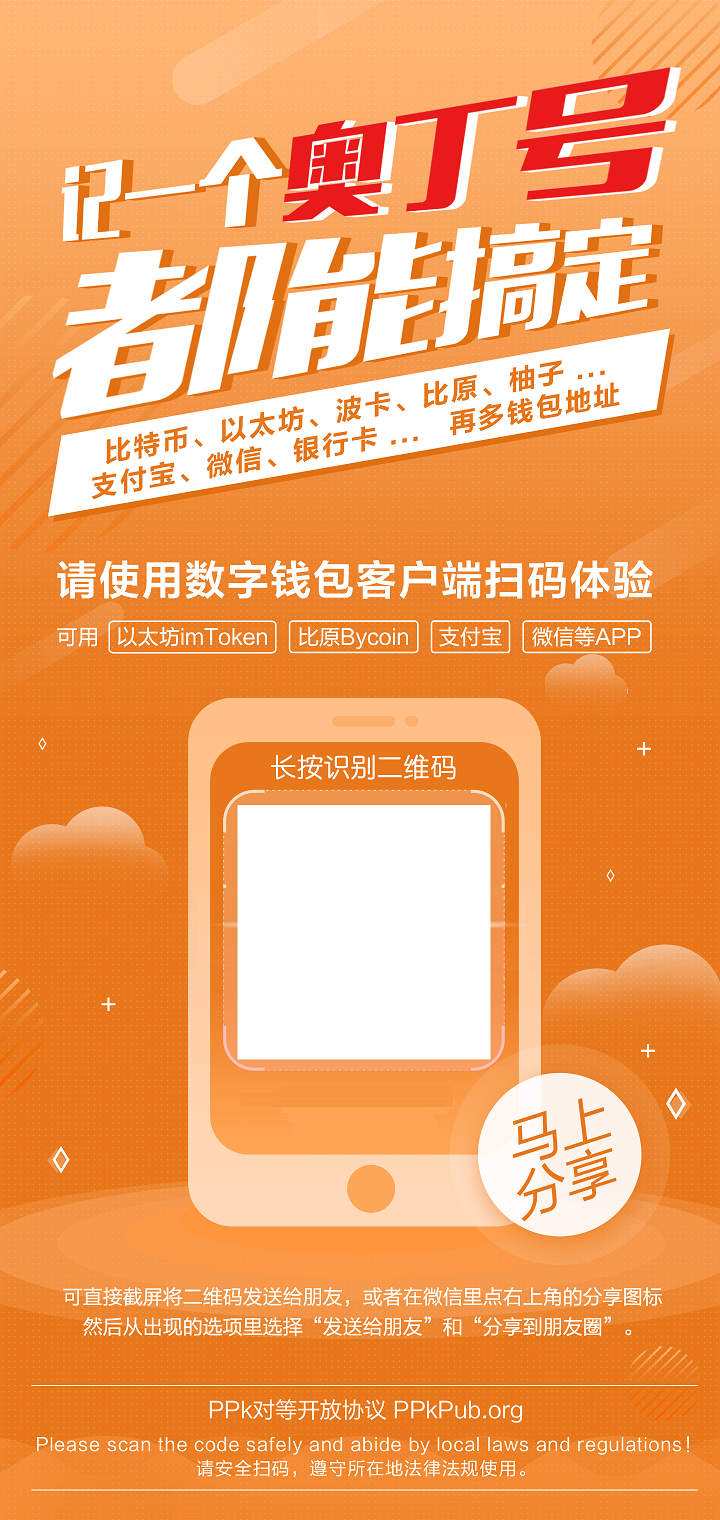 记一个奥丁号
都能搞定
比特币、以太坊、波卡、比原、柚子 ...
支付宝、微信、银行卡 ... 再多钱包地址
请使用数字钱包客户端扫码体验
可用 以太坊imToken 比原Bycoin 支付宝 微信等APP
长按识别二维码
马上
分享
可直接截屏将二维码发送给朋友，或者在微信里点右上角的分享图标
然后从出现的选项里选择“发送给朋友”和“分享到朋友圈”。
PPk对等开放协议 PPkPub.org
Please scan the code safely and abide by local laws and regulations!
请安全扫码，遵守所在地法律法规使用。